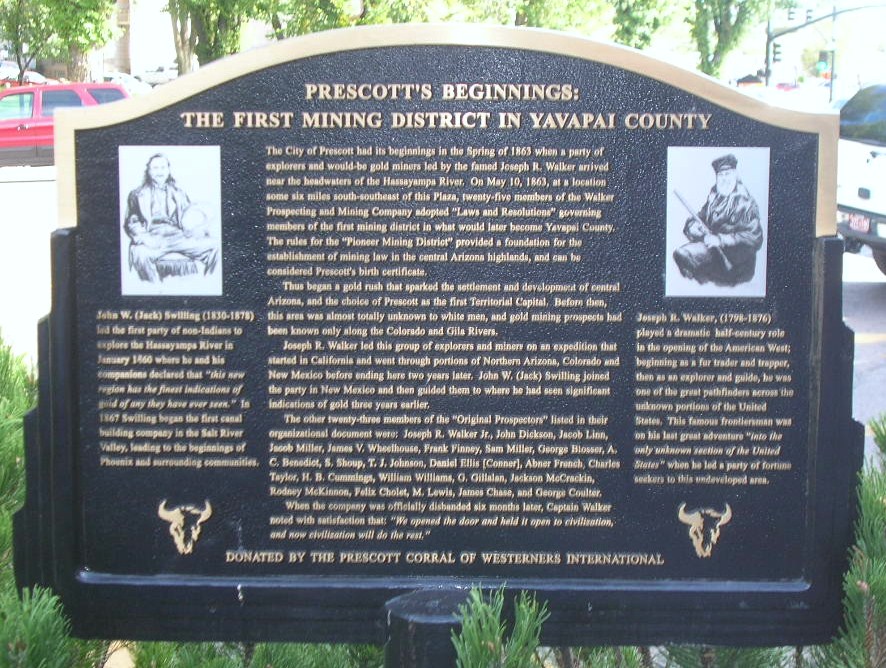 PRESCOTT'S BEGINNINGS:
THE FIRST MINING DISTRICT IN YAVAPAI COUNTY
The City of Prescott had its beginnings in the Spring of 1863 when a party of
explorers and would-be gold miners led by the famed Joseph R. Walker arrived
near the headwaters of the Hassayampa River. On May 10, 1863, at a location
some six miles south-southeast of this Plaza, twenty-five members of the Walker
Prospecting and Mining Company adopted "Laws and Resolutions" governing
members of the first mining district in what would later become Yavapai County.
The rules for the "Pioneer Mining District" provided a foundation for the
establishment of mining law in the central Arizona highlands, and can be
considered Prescott's birth certificate.
Thus began a gold rush that sparked the settlement and development of central
Arizona, and the choice of Prescott as the first Territorial Capital. Before then,
this area was almost totally unknown to white men, and gold mining prospects had
been known only along the Colorado and Gila Rivers.
Joseph R. Walker led this group of explorers and miners on an expedition that
started in California and went through portions of Northern Arizona, Colorado and
New Mexico before ending here two years later. John W. (Jack) Swilling joined
the party in New Mexico and then guided them to where he had seen significant
indications of gold three years earlier.
The other twenty-three members of the "Original Prospectors" listed in their
organizational document were: Joseph R. Walker Jr., John Dickson, Jacob Linn,
Jacob Miller, James V. Wheelhouse, Frank Finney, Sam Miller, George Blosser, A.
C. Benedict, S. Shoup, T. J. Johnson, Daniel Ellis [Conner], Abner French, Charles
Taylor, H. B. Cummings, William Williams, G. Gillalan, Jackson McCrackin,
Rodney McKinnon, Felix Cholet, M. Lewis, James Chase, and George Coulter.
When the company was officially disbanded six months later, Captain Walker
noted with satisfaction that: "We opened the door and held it open to civilization,
and now civilization will do the rest."
John W. (Jack) Swilling (1830-1878)
led the first party of non-Indians to
explore the Hassayampa River in
January 1860 where he and his
companions declared that "this new
region has the finest indications of
gold of any they have ever seen." In
1867 Swilling began the first canal
building company in the Salt River
Valley, leading to the beginnings of
Phoenix and surrounding communities.
Joseph R. Walker, (1798-1876)
played a dramatic half-century role
in the opening of the American West;
beginning as a fur trader and trapper,
then as an explorer and guide, he was
one of the great pathfinders across the
unknown portions of the United
States. This famous frontiersman was
on his last great adventure "into the
only unknown section of the United
States" when he led a party of fortune
seekers to this undeveloped area.
DONATED BY THE PRESCOTT CORRAL OF WESTERNERS INTERNATIONAL